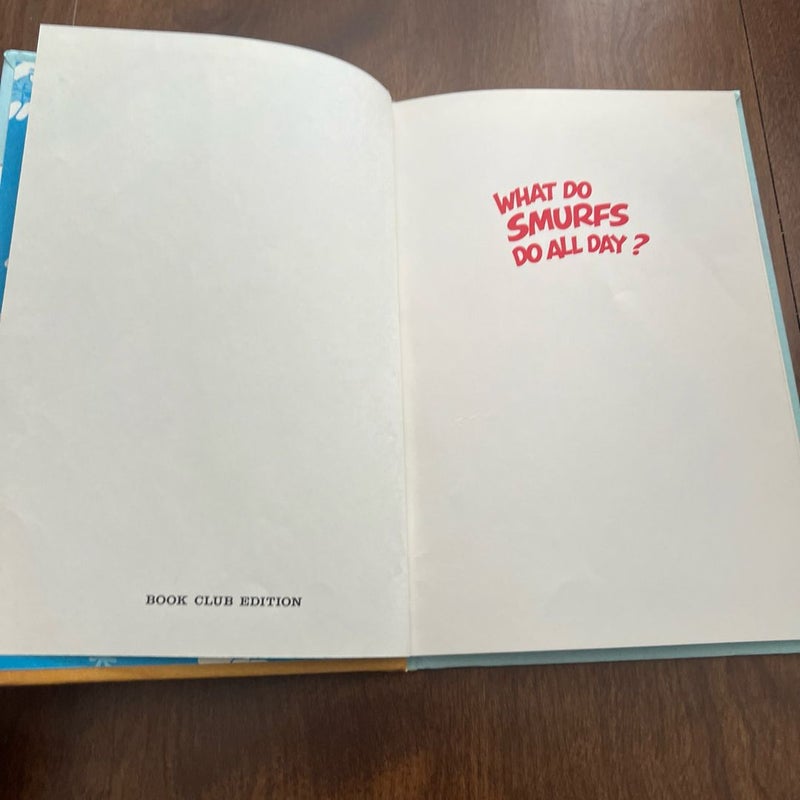 BOOK CLUB EDITION
WHAT DO
SMURFS
DO ALL DAY?